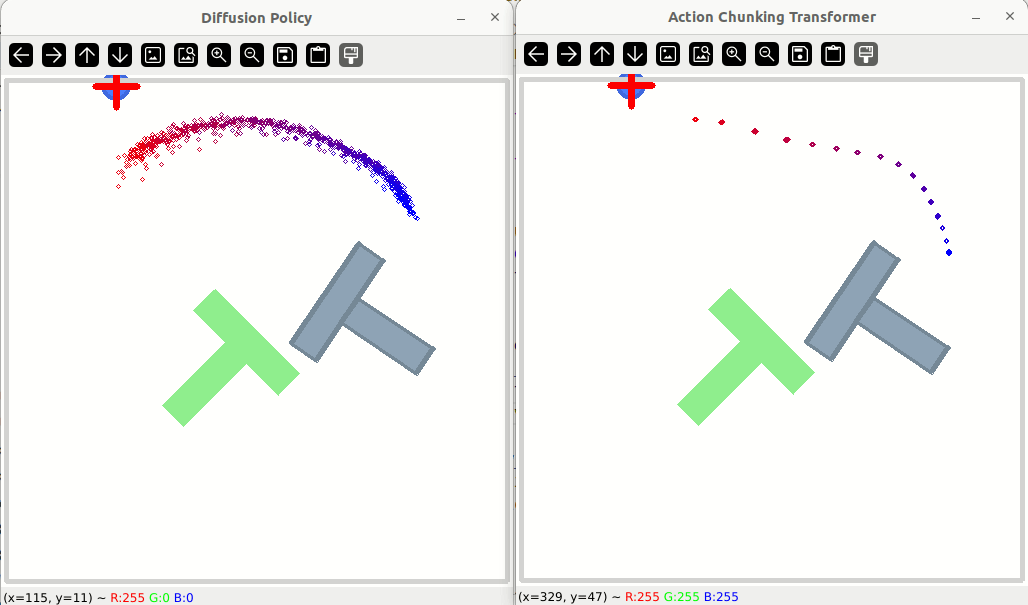 Diffusion Policy
Action Chunking Transformer
(x=115, y=11) ~ R:255 G:0 B:0
(x=329, y=47) ~ R:255 G:255 B:255